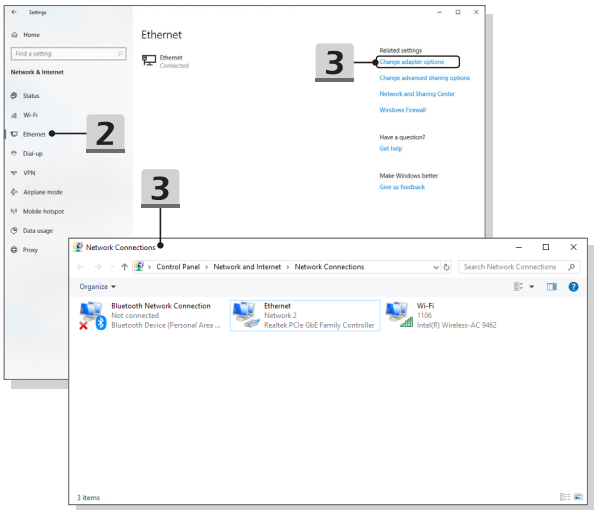 Settings
Home
Find a setting
Network & Internet
Status
Wi-Fi
Ethernet
Dial-up
VPN
Airplane mode
Mobile hotspot
Data usage
Proxy
2
Ethernet
Ethernet
Connected
3
Related settings
Change adapter options
Change advanced sharing options
Network and Sharing Center
Windows Firewall
Have a question?
Get help
Make Windows better
Give us feedback
3
Network Connections
Control Panel > Network and Internet > Network Connections
Search Network Connections
Organize
Bluetooth Network Connection
Not connected
Bluetooth Device (Personal Area ...
Ethernet
Network 2
Realtek PCIe GbE Family Controller
Wi-Fi
1106
Intel(R) Wireless-AC 9462
3 items